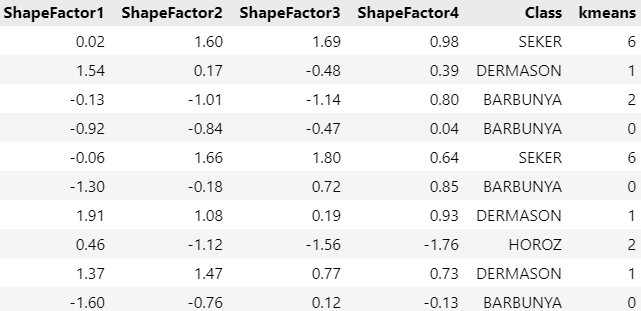 ShapeFactor1 ShapeFactor2 ShapeFactor3 ShapeFactor4 Class kmeans
0.02 1.60 1.69 0.98 SEKER 6
1.54 0.17 -0.48 0.39 DERMASON 1
-0.13 -1.01 -1.14 0.80 BARBUNYA 2
-0.92 -0.84 -0.47 0.04 BARBUNYA 0
-0.06 1.66 1.80 0.64 SEKER 6
-1.30 -0.18 0.72 0.85 BARBUNYA 0
1.91 1.08 0.19 0.93 DERMASON 1
0.46 -1.12 -1.56 -1.76 HOROZ 2
1.37 1.47 0.77 0.73 DERMASON 1
-1.60 -0.76 0.12 -0.13 BARBUNYA 0